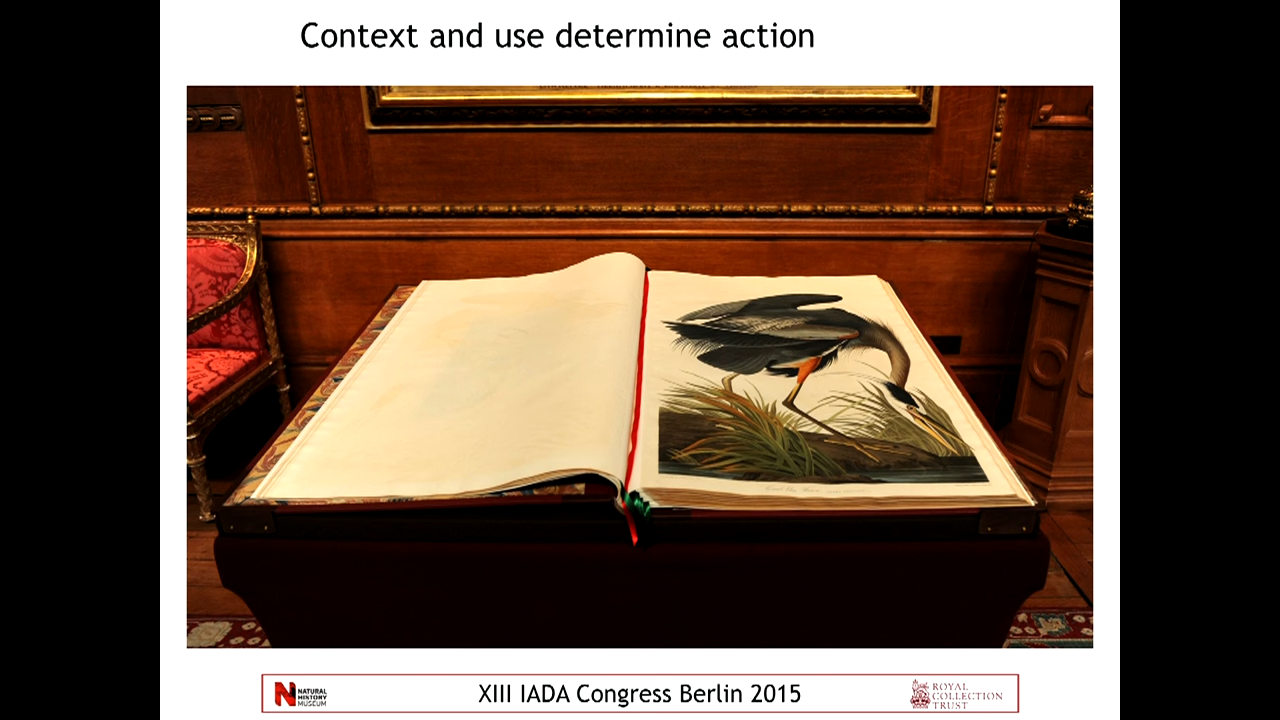 Context and use determine action
NATURAL
HISTORY
MUSEUM
XIII IADA Congress Berlin 2015
ROYAL
COLLECTION
TRUST